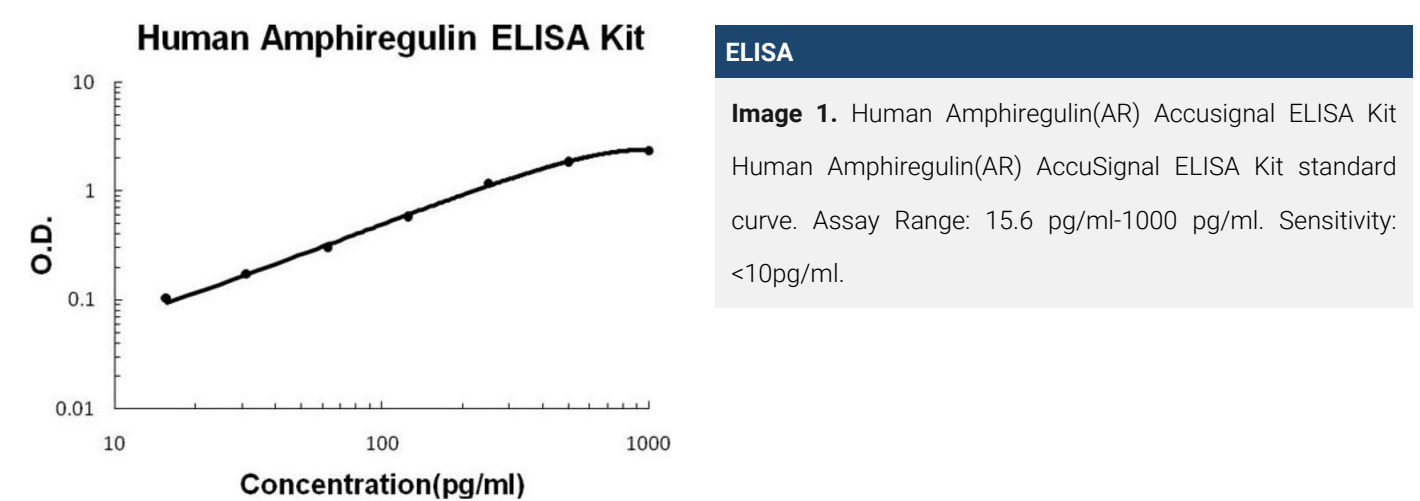 Human Amphiregulin ELISA Kit
10
1
0.1
0.01
O.D.
10
100
1000
Concentration(pg/ml)
ELISA
Image 1. Human Amphiregulin(AR) Accusignal ELISA Kit
Human Amphiregulin(AR) AccuSignal ELISA Kit standard
curve. Assay Range: 15.6 pg/ml-1000 pg/ml. Sensitivity:
<10pg/ml.